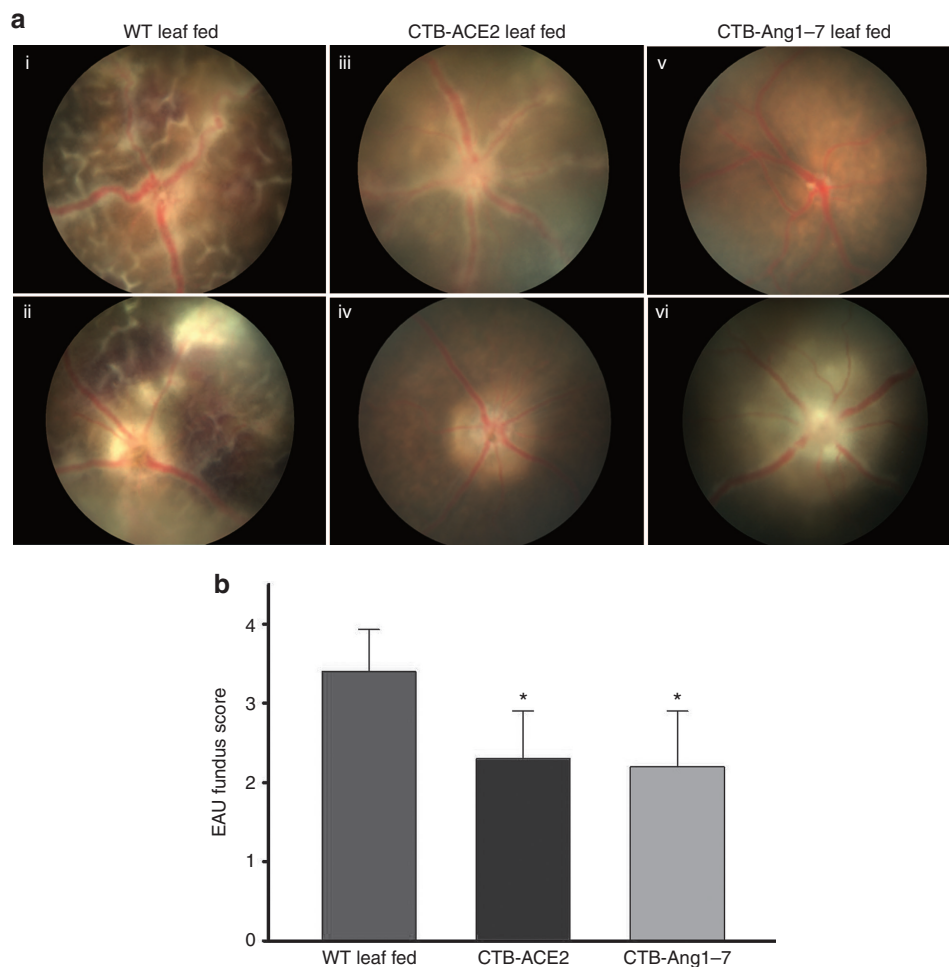 a
WT leaf fed
CTB-ACE2 leaf fed
CTB-Ang1–7 leaf fed
i
iii
v
ii
iv
vi
b
EAU fundus score
4
3
2
1
0
*
*
WT leaf fed
CTB-ACE2
CTB-Ang1–7